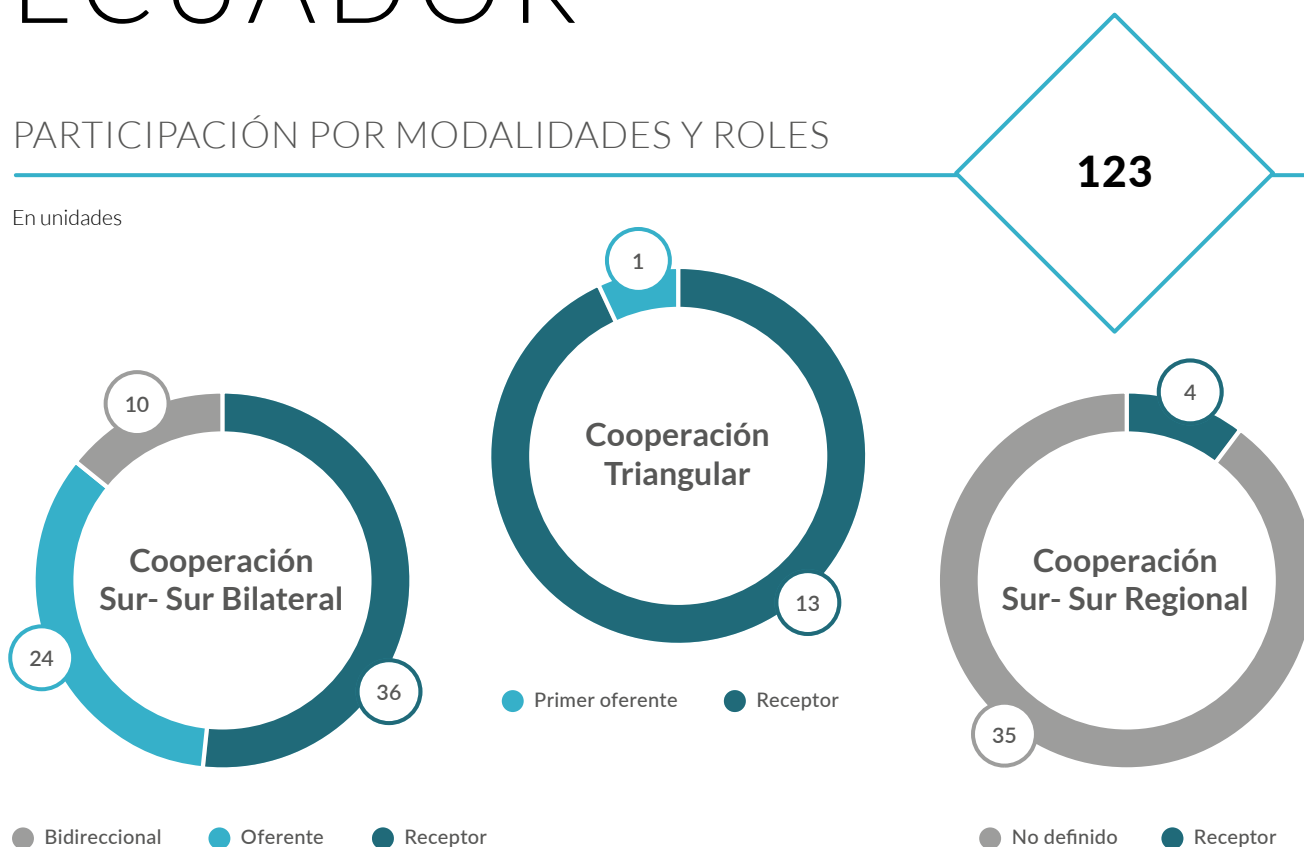 ECUADOR
PARTICIPACIÓN POR MODALIDADES Y ROLES
123
En unidades
1
Cooperación
Triangular
13
Primer oferente
Receptor
10
Cooperación
Sur- Sur Bilateral
24
36
Bidireccional
Oferente
Receptor
4
Cooperación
Sur- Sur Regional
35
No definido
Receptor